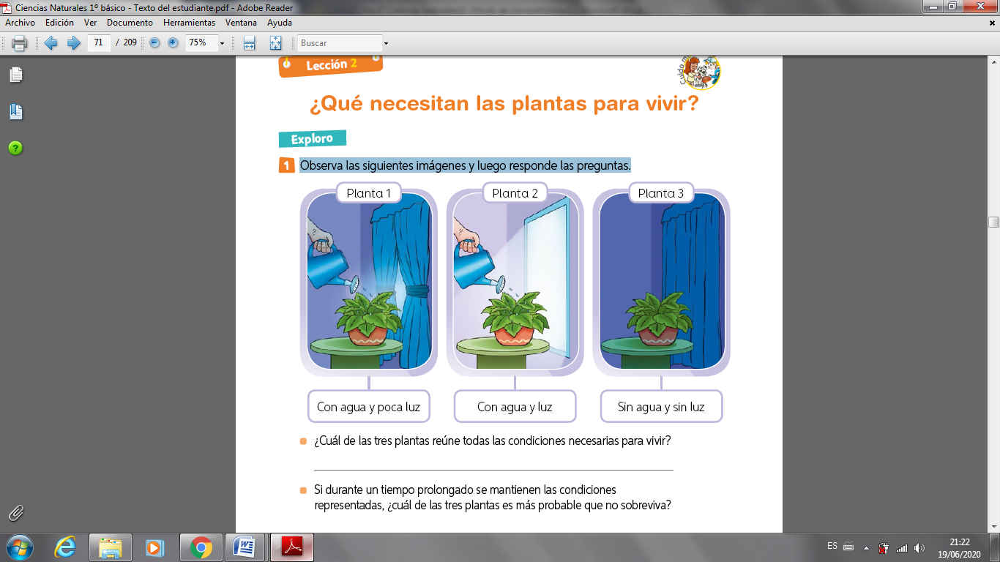 Ciencias Naturales 1º básico - Texto del estudiante.pdf - Adobe Reader
Archivo Edición Ver Documento Herramientas Ventana Ayuda
71 / 209 75% Buscar
Lección 2
Cuido m
¿Qué necesitan las plantas para vivir?
Exploro
1 Observa las siguientes imágenes y luego responde las preguntas.
Planta 1 Planta 2 Planta 3
Con agua y poca luz Con agua y luz Sin agua y sin luz
¿Cuál de las tres plantas reúne todas las condiciones necesarias para vivir?
Si durante un tiempo prolongado se mantienen las condiciones
representadas, ¿cuál de las tres plantas es más probable que no sobreviva?
ES 21:22
19/06/2020